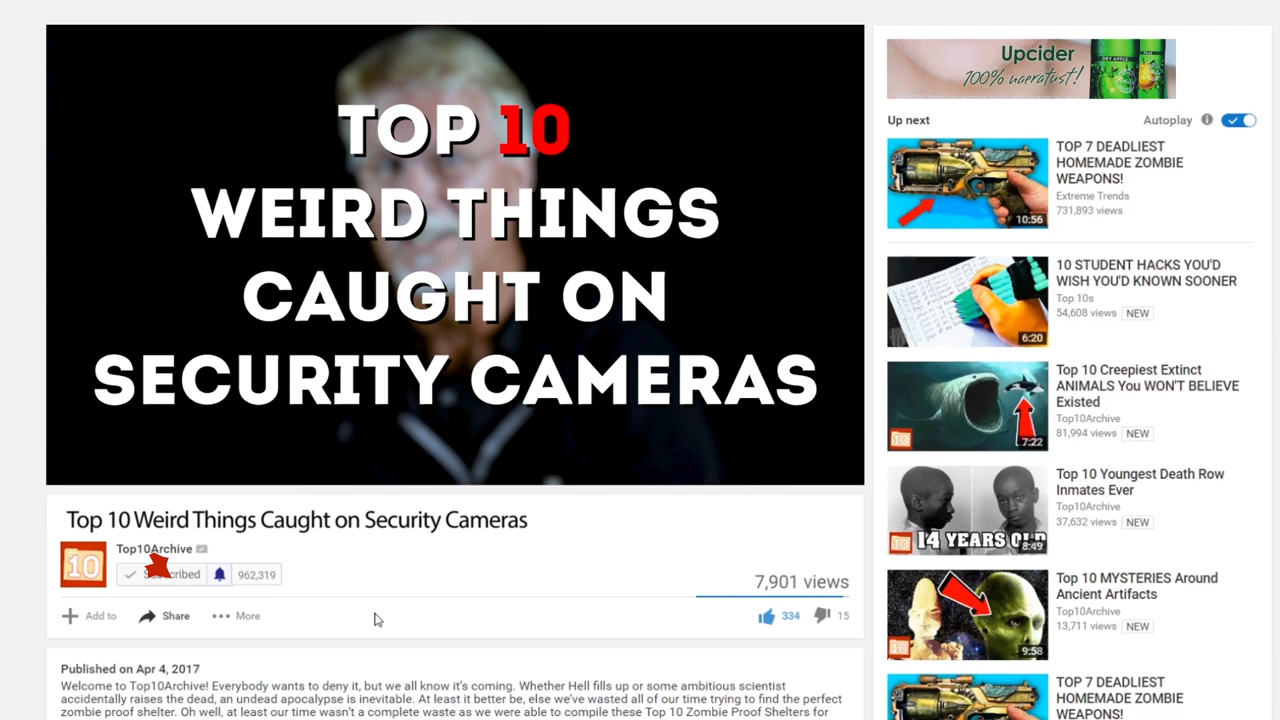 TOP 10
WEIRD THINGS
CAUGHT ON
SECURITY CAMERAS
Top 10 Weird Things Caught on Security Cameras
10
Top10Archive
Subscribed 962,319
7,901 views
Add to Share More 334 15
Published on Apr 4, 2017
Welcome to Top10Archive! Everybody wants to deny it, but we all know it's coming. Whether Hell fills up or some ambitious scientist
accidentally raises the dead, an undead apocalypse is inevitable. At least it better be, else we've wasted all of our time trying to find the perfect
zombie proof shelter. Oh well, at least our time wasn't a complete waste as we were able to compile these Top 10 Zombie Proof Shelters for
Upcider
100% naeratust!
DRY APPLE
PEAR
Up next Autoplay
10:56
TOP 7 DEADLIEST
HOMEMADE ZOMBIE
WEAPONS!
Extreme Trends
731,893 views
6:20
10 STUDENT HACKS YOU'D
WISH YOU'D KNOWN SOONER
Top 10s
54,608 views NEW
10
7:22
Top 10 Creepiest Extinct
ANIMALS You WON'T BELIEVE
Existed
Top10Archive
81,994 views NEW
10
14 YEARS OLD
8:49
Top 10 Youngest Death Row
Inmates Ever
Top10Archive
37,632 views NEW
10
9:58
Top 10 MYSTERIES Around
Ancient Artifacts
Top10Archive
13,711 views NEW
TOP 7 DEADLIEST
HOMEMADE ZOMBIE
WEAPONS!